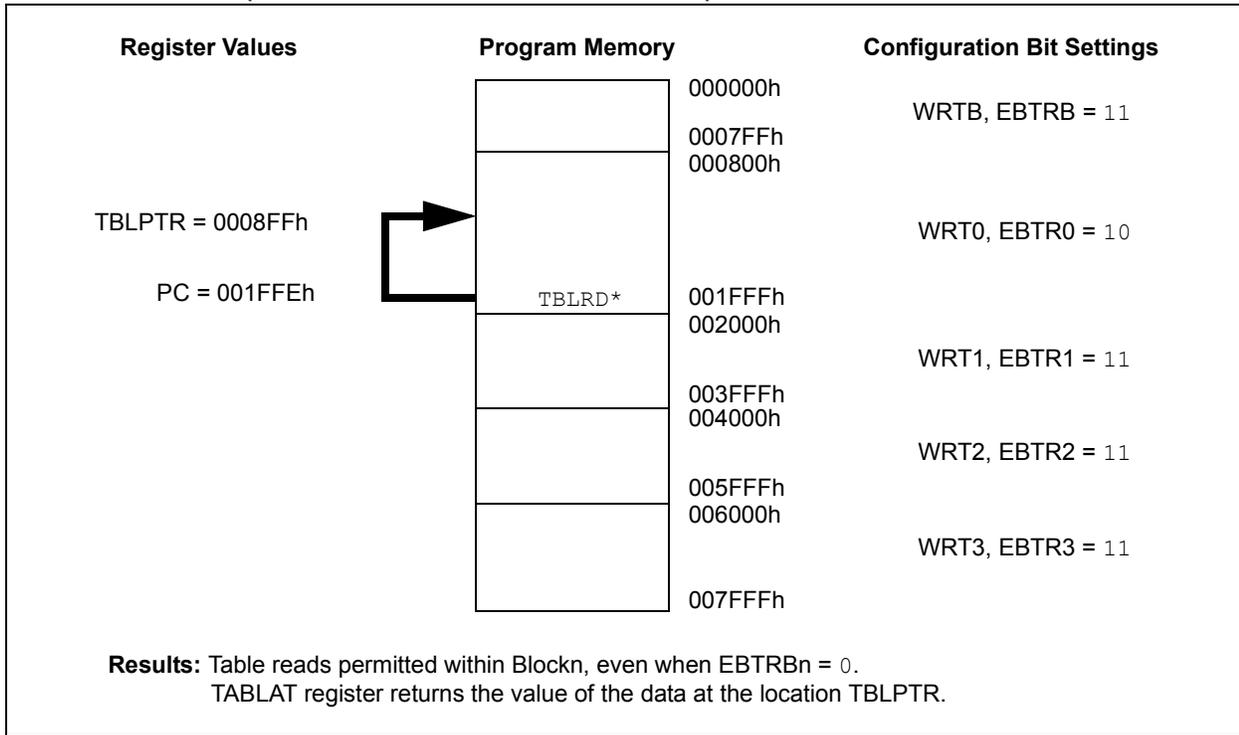 Register Values Program Memory Configuration Bit Settings
000000h
WRTB, EBTRB = 11
0007FFh
000800h
TBLPTR = 0008FFh
WRT0, EBTR0 = 10
PC = 001FFEh
TBLRD* 001FFFh
002000h
WRT1, EBTR1 = 11
003FFFh
004000h
WRT2, EBTR2 = 11
005FFFh
006000h
WRT3, EBTR3 = 11
007FFFh
Results: Table reads permitted within Blockn, even when EBTRBn = 0.
TABLAT register returns the value of the data at the location TBLPTR.